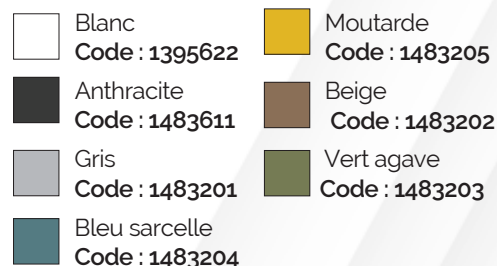 Blanc
Code : 1395622
Anthracite
Code : 1483611
Gris
Code : 1483201
Bleu sarcelle
Code : 1483204
Moutarde
Code : 1483205
Beige
Code : 1483202
Vert agave
Code : 1483203